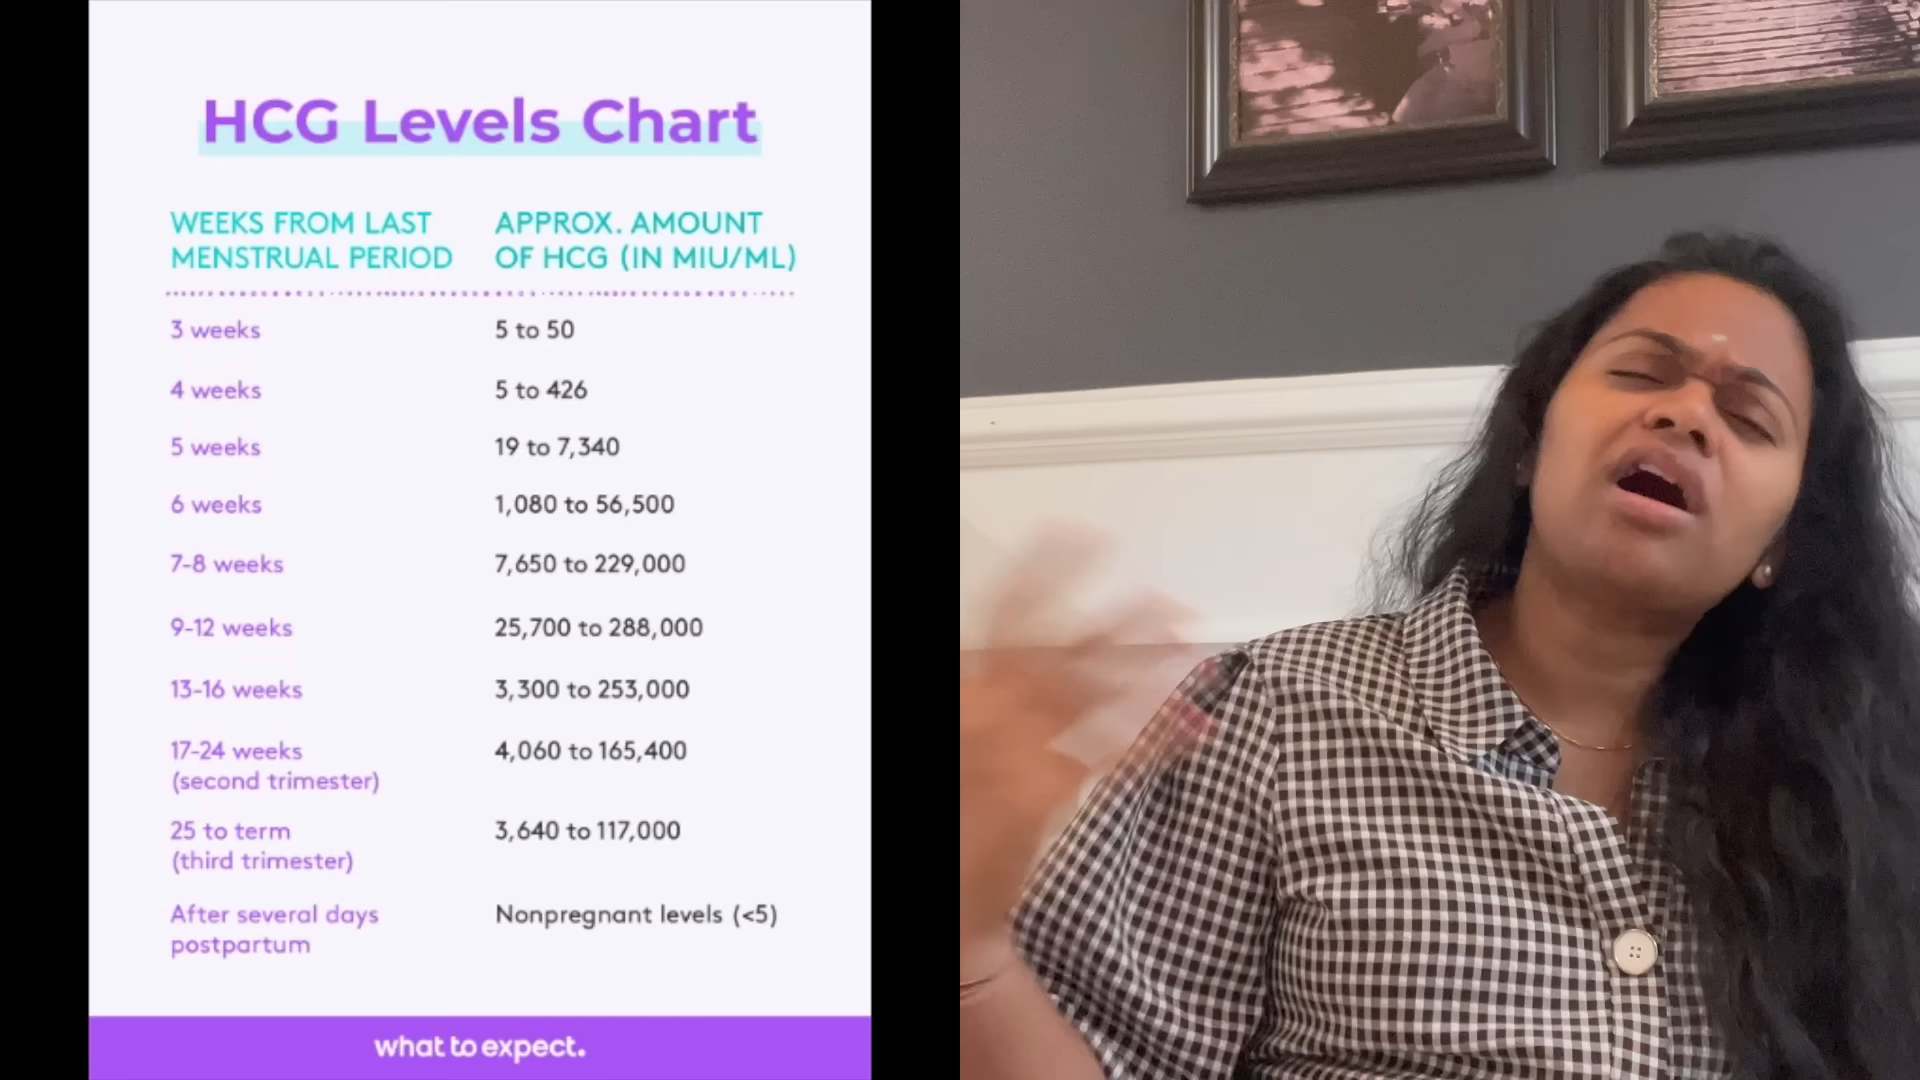 HCG Levels Chart
WEEKS FROM LAST
MENSTRUAL PERIOD
APPROX. AMOUNT
OF HCG (IN MIU/ML)
3 weeks
5 to 50
4 weeks
5 to 426
5 weeks
19 to 7,340
6 weeks
1,080 to 56,500
7-8 weeks
7,650 to 229,000
9-12 weeks
25,700 to 288,000
13-16 weeks
3,300 to 253,000
17-24 weeks
(second trimester)
4,060 to 165,400
25 to term
(third trimester)
3,640 to 117,000
After several days
postpartum
Nonpregnant levels (<5)
what to expect.